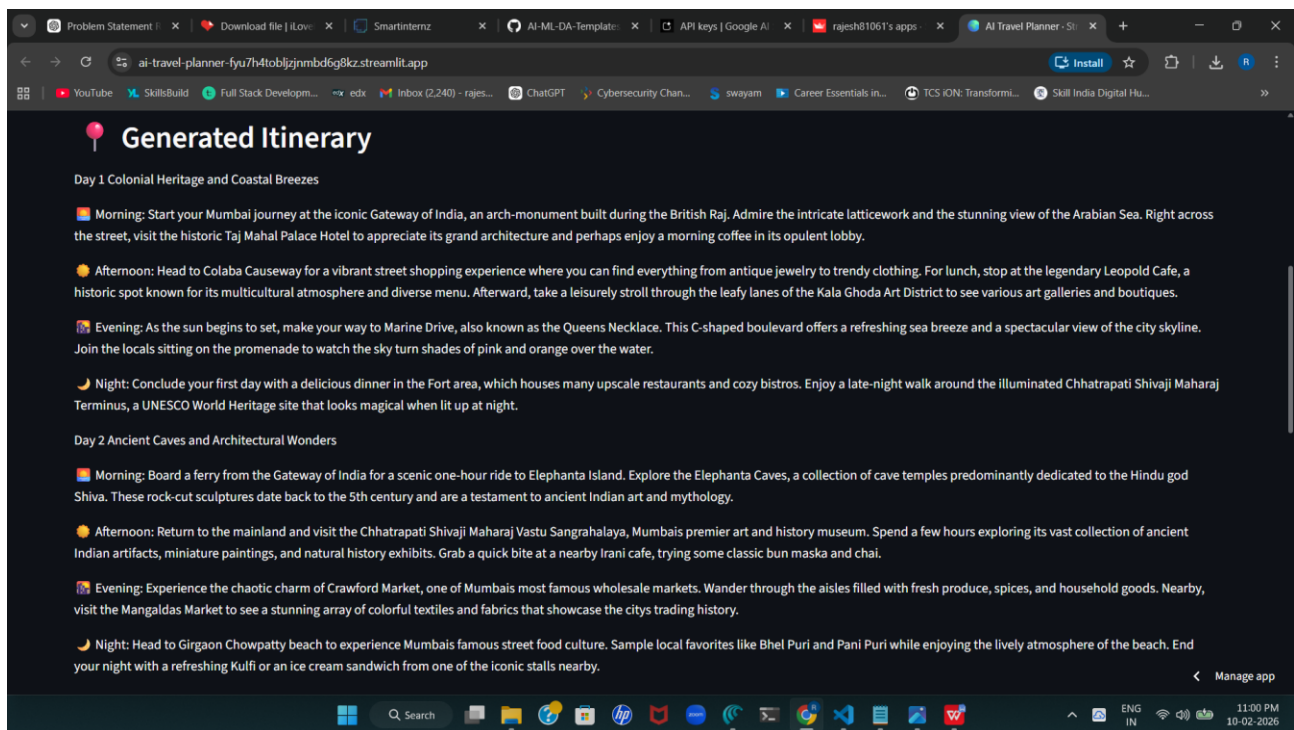 Problem Statement F
Download file | iLove
Smartinternz
AI-ML-DA-Template
API keys | Google AI
rajesh81061's apps
AI Travel Planner · St
ai-travel-planner-fyu7h4tobljzjnmbd6g8kz.streamlit.app
Install
R
YouTube
SkillsBuild
Full Stack Developm...
edx
Inbox (2,240) - rajes...
ChatGPT
Cybersecurity Chan...
swayam
Career Essentials in...
TCS iON: Transformi...
Skill India Digital Hu...
Generated Itinerary
Day 1 Colonial Heritage and Coastal Breezes
Morning: Start your Mumbai journey at the iconic Gateway of India, an arch-monument built during the British Raj. Admire the intricate latticework and the stunning view of the Arabian Sea. Right across
the street, visit the historic Taj Mahal Palace Hotel to appreciate its grand architecture and perhaps enjoy a morning coffee in its opulent lobby.
Afternoon: Head to Colaba Causeway for a vibrant street shopping experience where you can find everything from antique jewelry to trendy clothing. For lunch, stop at the legendary Leopold Cafe, a
historic spot known for its multicultural atmosphere and diverse menu. Afterward, take a leisurely stroll through the leafy lanes of the Kala Ghoda Art District to see various art galleries and boutiques.
Evening: As the sun begins to set, make your way to Marine Drive, also known as the Queens Necklace. This C-shaped boulevard offers a refreshing sea breeze and a spectacular view of the city skyline.
Join the locals sitting on the promenade to watch the sky turn shades of pink and orange over the water.
Night: Conclude your first day with a delicious dinner in the Fort area, which houses many upscale restaurants and cozy bistros. Enjoy a late-night walk around the illuminated Chhatrapati Shivaji Maharaj
Terminus, a UNESCO World Heritage site that looks magical when lit up at night.
Day 2 Ancient Caves and Architectural Wonders
Morning: Board a ferry from the Gateway of India for a scenic one-hour ride to Elephanta Island. Explore the Elephanta Caves, a collection of cave temples predominantly dedicated to the Hindu god
Shiva. These rock-cut sculptures date back to the 5th century and are a testament to ancient Indian art and mythology.
Afternoon: Return to the mainland and visit the Chhatrapati Shivaji Maharaj Vastu Sangrahalaya, Mumbais premier art and history museum. Spend a few hours exploring its vast collection of ancient
Indian artifacts, miniature paintings, and natural history exhibits. Grab a quick bite at a nearby Irani cafe, trying some classic bun maska and chai.
Evening: Experience the chaotic charm of Crawford Market, one of Mumbais most famous wholesale markets. Wander through the aisles filled with fresh produce, spices, and household goods. Nearby,
visit the Mangaldas Market to see a stunning array of colorful textiles and fabrics that showcase the citys trading history.
Night: Head to Girgaon Chowpatty beach to experience Mumbais famous street food culture. Sample local favorites like Bhel Puri and Pani Puri while enjoying the lively atmosphere of the beach. End
your night with a refreshing Kulfi or an ice cream sandwich from one of the iconic stalls nearby.
Manage app
Search
ENG
IN
11:00 PM
10-02-2026